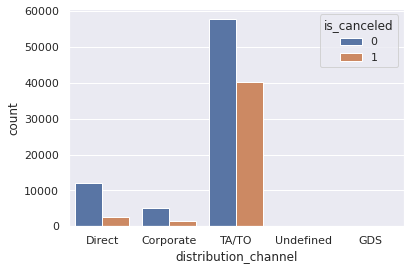 is_canceled
0
1
60000
50000
40000
30000
20000
10000
0
count
Direct Corporate TA/TO Undefined GDS
distribution_channel